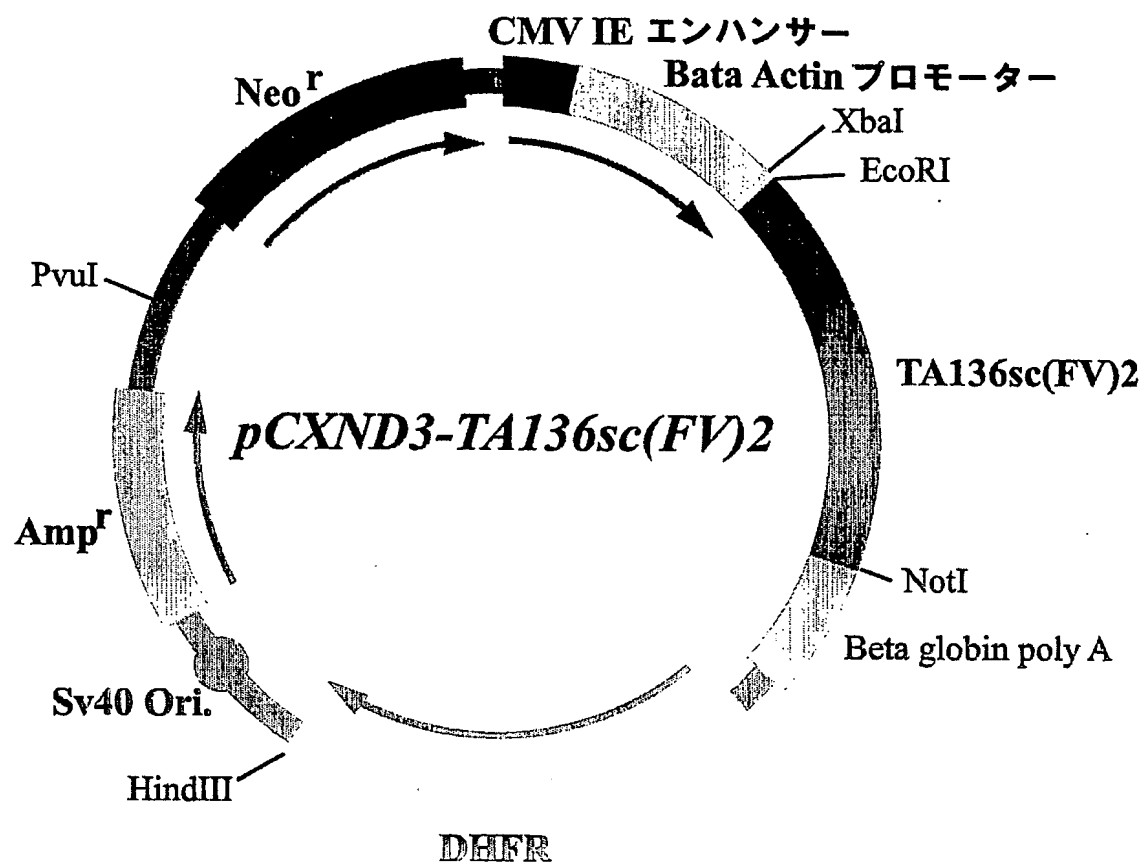 CMV IE エンハンサー
Bata Actin プロモーター
Neo r
XbaI
EcoRI
PvuI
TA136sc(FV)2
pCXND3-TA136sc(FV)2
Amp r
NotI
Beta globin poly A
Sv40 Ori.
HindIII
DHFR